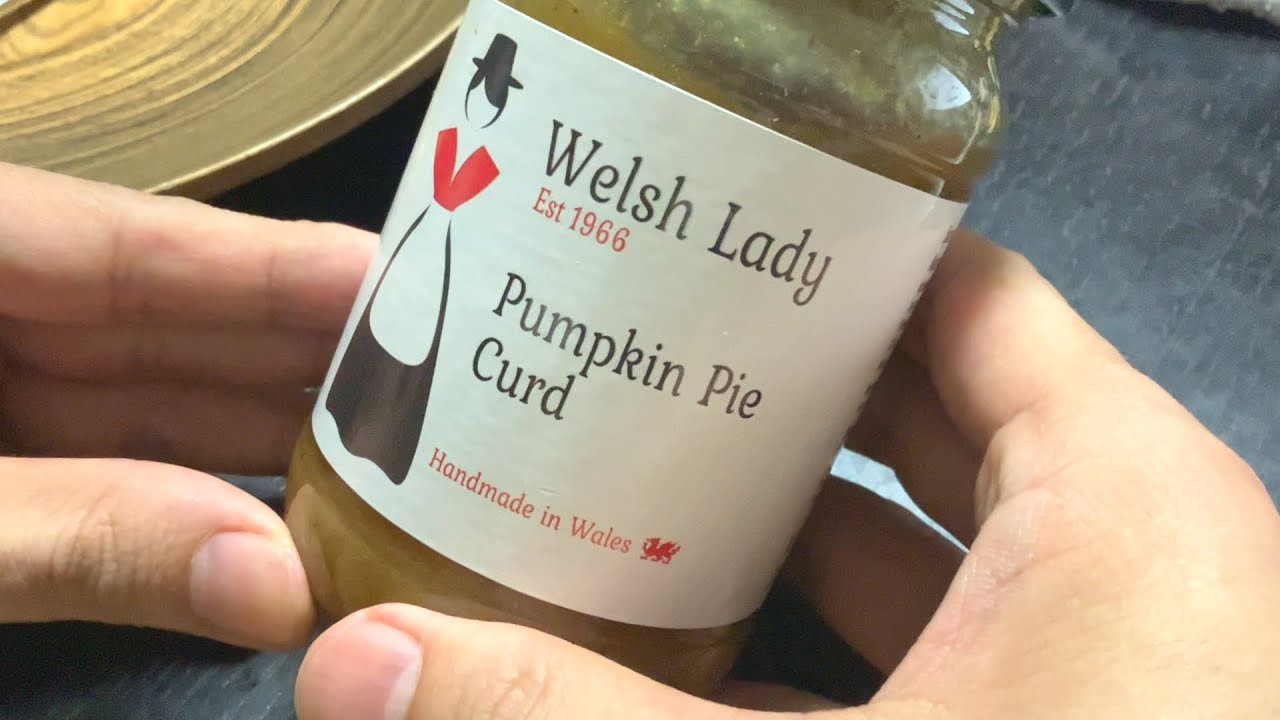 Welsh Lady
Est 1966
Pumpkin Pie
Curd
Handmade in Wales